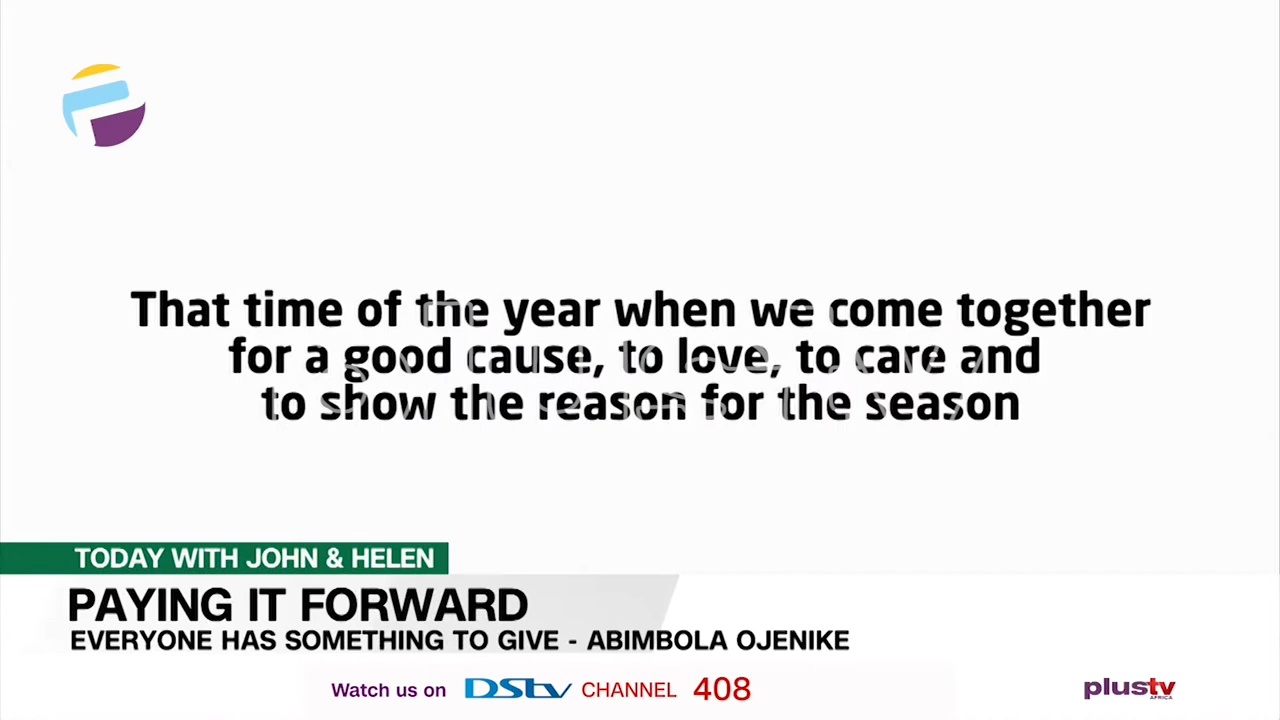 That time of the year when we come together
for a good cause, to love, to care and
to show the reason for the season
TODAY WITH JOHN & HELEN
PAYING IT FORWARD
EVERYONE HAS SOMETHING TO GIVE - ABIMBOLA OJENIKE
Watch us on DStv CHANNEL 408
plustv
AFRICA